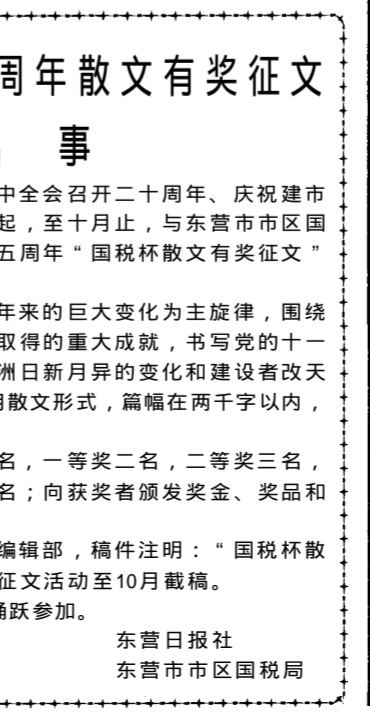 周年散文有奖征文
事
中全会召开二十周年、庆祝建市
起，至十月止，与东营市市区国
五周年“国税杯散文有奖征文”
年来的巨大变化为主旋律，围绕
取得的重大成就，书写党的十一
洲日新月异的变化和建设者改天
用散文形式，篇幅在两千字以内，
名，一等奖二名，二等奖三名，
名；向获奖者颁发奖金、奖品和
编辑部，稿件注明：“国税杯散
征文活动至10月截稿。
踊跃参加。
东营日报社
东营市市区国税局